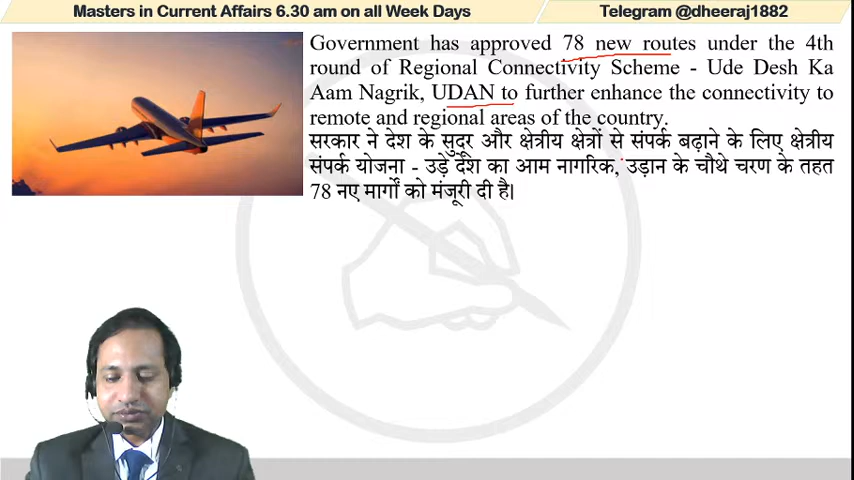 Masters in Current Affairs 6.30 am on all Week Days
Telegram @dheeraj1882
Government has approved 78 new routes under the 4th
round of Regional Connectivity Scheme - Ude Desh Ka
Aam Nagrik, UDAN to further enhance the connectivity to
remote and regional areas of the country.
सरकार ने देश के सुदूर और क्षेत्रीय क्षेत्रों से संपर्क बढ़ाने के लिए क्षेत्रीय
संपर्क योजना - उड़े देश का आम नागरिक, उड़ान के चौथे चरण के तहत
78 नए मार्गों को मंजूरी दी है।